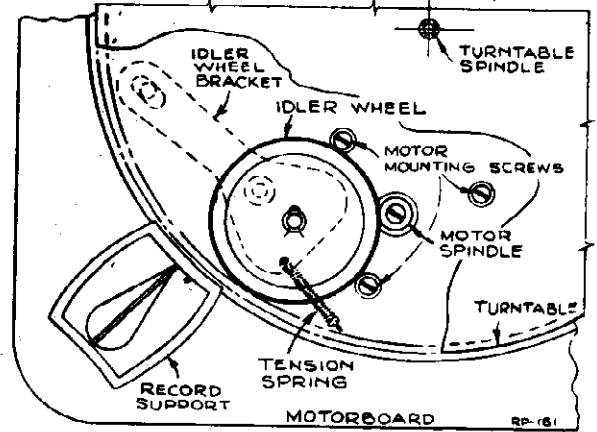 TURNTABLE
SPINDLE
IDLER
WHEEL
BRACKET
IDLER WHEEL
MOTOR
MOUNTING SCREWS
MOTOR
SPINDLE
TURNTABLE
TENSION
SPRING
RECORD
SUPPORT
MOTORBOARD
RP-161